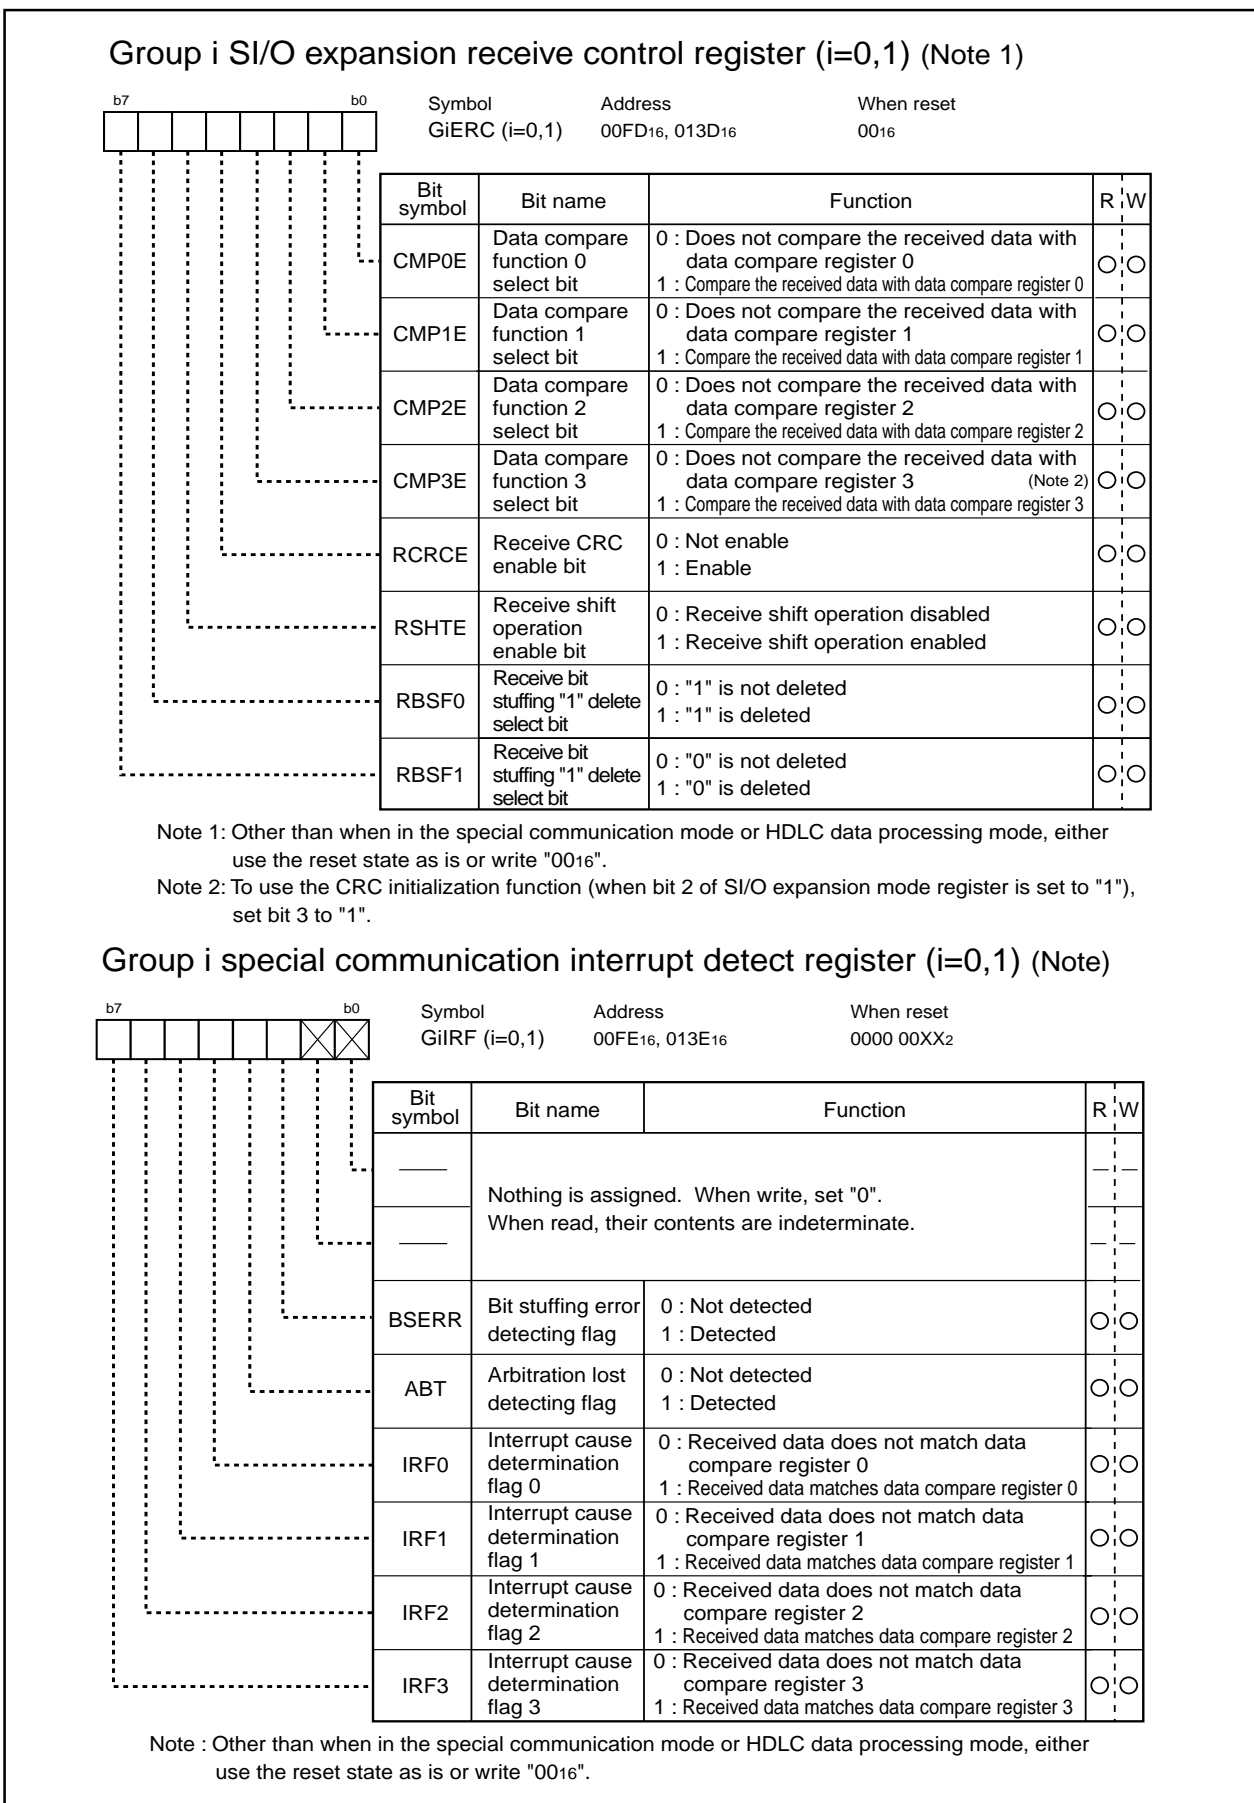 Group i SI/O expansion receive control register (i=0,1) (Note 1)
b7 b0 Symbol Address When reset
GiERC (i=0,1) 00FD16, 013D16 0016
Bit symbol Bit name Function R W
CMP0E Data compare function 0 select bit
0 : Does not compare the received data with
data compare register 0
1 : Compare the received data with data compare register 0
CMP1E Data compare function 1 select bit
0 : Does not compare the received data with
data compare register 1
1 : Compare the received data with data compare register 1
CMP2E Data compare function 2 select bit
0 : Does not compare the received data with
data compare register 2
1 : Compare the received data with data compare register 2
CMP3E Data compare function 3 select bit
0 : Does not compare the received data with
data compare register 3 (Note 2)
1 : Compare the received data with data compare register 3
RCRCE Receive CRC enable bit
0 : Not enable
1 : Enable
RSHTE Receive shift operation enable bit
0 : Receive shift operation disabled
1 : Receive shift operation enabled
RBSF0 Receive bit stuffing "1" delete select bit
0 : "1" is not deleted
1 : "1" is deleted
RBSF1 Receive bit stuffing "1" delete select bit
0 : "0" is not deleted
1 : "0" is deleted
Note 1: Other than when in the special communication mode or HDLC data processing mode, either
use the reset state as is or write "0016".
Note 2: To use the CRC initialization function (when bit 2 of SI/O expansion mode register is set to "1"),
set bit 3 to "1".
Group i special communication interrupt detect register (i=0,1) (Note)
b7 b0 Symbol Address When reset
GiIRF (i=0,1) 00FE16, 013E16 0000 00XX2
Bit symbol Bit name Function R W
Nothing is assigned. When write, set "0".
When read, their contents are indeterminate.
BSERR Bit stuffing error detecting flag
0 : Not detected
1 : Detected
ABT Arbitration lost detecting flag
0 : Not detected
1 : Detected
IRF0 Interrupt cause determination flag 0
0 : Received data does not match data
compare register 0
1 : Received data matches data compare register 0
IRF1 Interrupt cause determination flag 1
0 : Received data does not match data
compare register 1
1 : Received data matches data compare register 1
IRF2 Interrupt cause determination flag 2
0 : Received data does not match data
compare register 2
1 : Received data matches data compare register 2
IRF3 Interrupt cause determination flag 3
0 : Received data does not match data
compare register 3
1 : Received data matches data compare register 3
Note : Other than when in the special communication mode or HDLC data processing mode, either
use the reset state as is or write "0016".